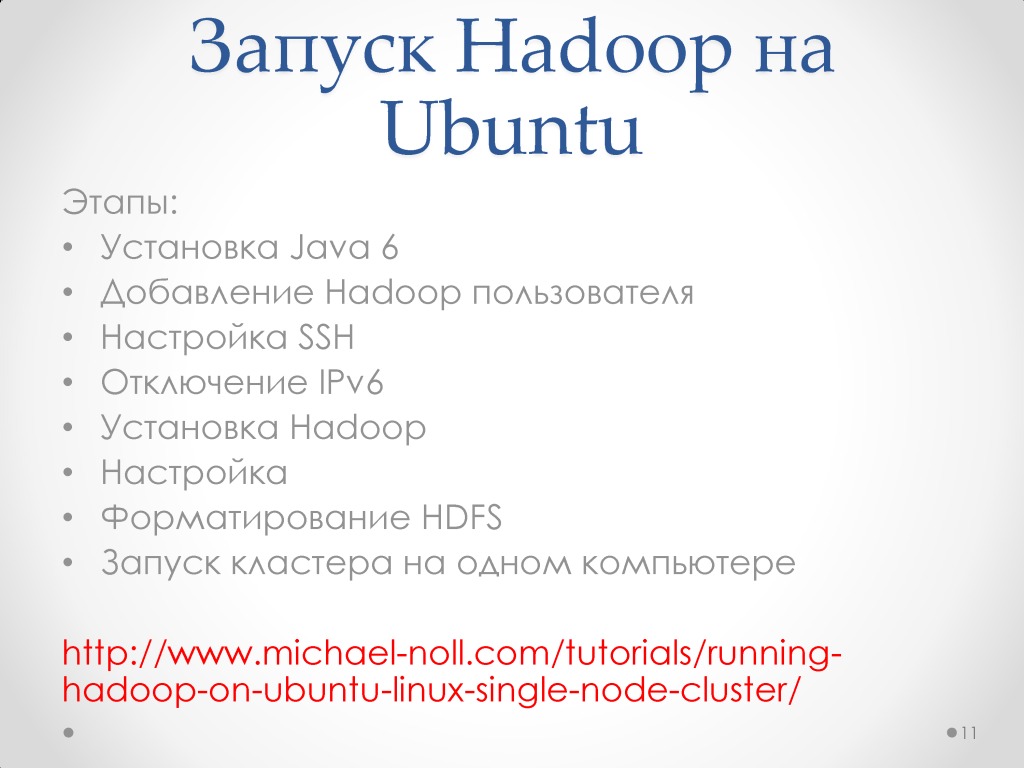 Запуск Hadoop на
Ubuntu
Этапы:
• Установка Java 6
• Добавление Hadoop пользователя
• Настройка SSH
• Отключение IPv6
• Установка Hadoop
• Настройка
• Форматирование HDFS
• Запуск кластера на одном компьютере
http://www.michael-noll.com/tutorials/running-
hadoop-on-ubuntu-linux-single-node-cluster/
11